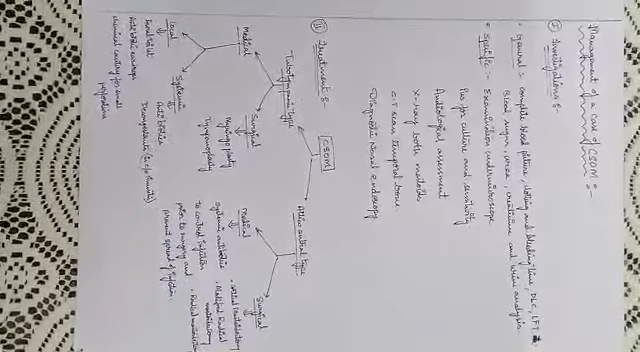 Management of a case of CSOM :-
I Investigations :-
• General :- complete blood picture, clotting and bleeding time, DLC, LFT
Blood sugar, urea, creatinine and urine analysis
• Specific :- Examination under microscope
Pus for culture and sensitivity
Audiological assessment
X-ray both mastoids
C-T scan temporal bone
Diagnostic Nasal Endoscopy
II Treatment :-
CSOM
Tubotympanic type
Attico antral type
Medical
Surgical
Medical
Surgical
Local
Systemic
Myringoplasty
Tympanoplasty
Systemic antibiotic
to control infection
prior to surgery and
prevent spread of infection.
Aural toilet
Antibiotic eardrops
chemical cautery for small
perforation
Antibiotics
Decongestants
• Modified Radical
mastoidectomy
• Radical